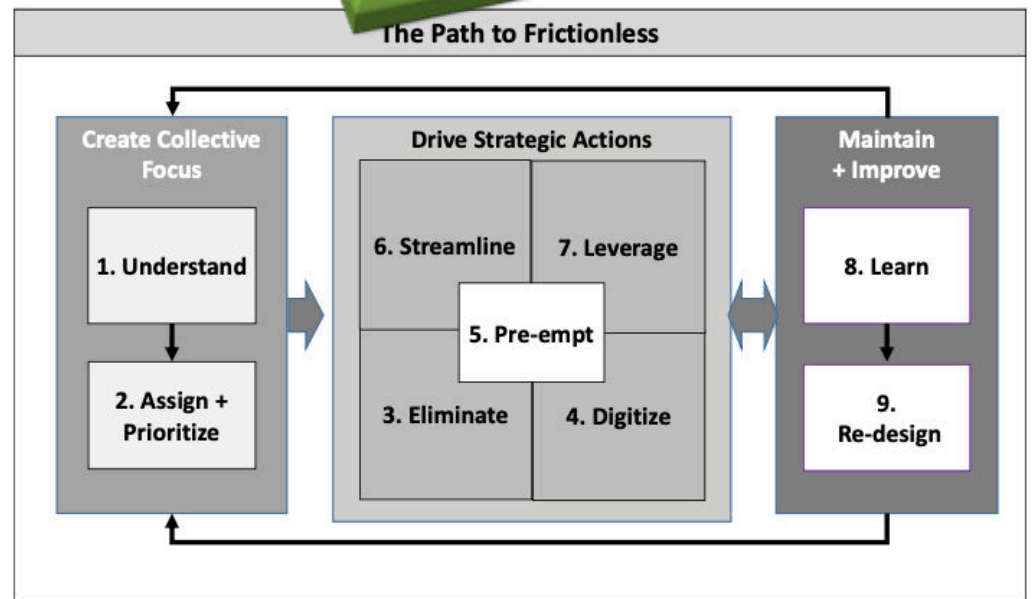 The Path to Frictionless
Create Collective
Focus
1. Understand
2. Assign +
Prioritize
Drive Strategic Actions
6. Streamline
7. Leverage
5. Pre-empt
3. Eliminate
4. Digitize
Maintain
+ Improve
8. Learn
9.
Re-design